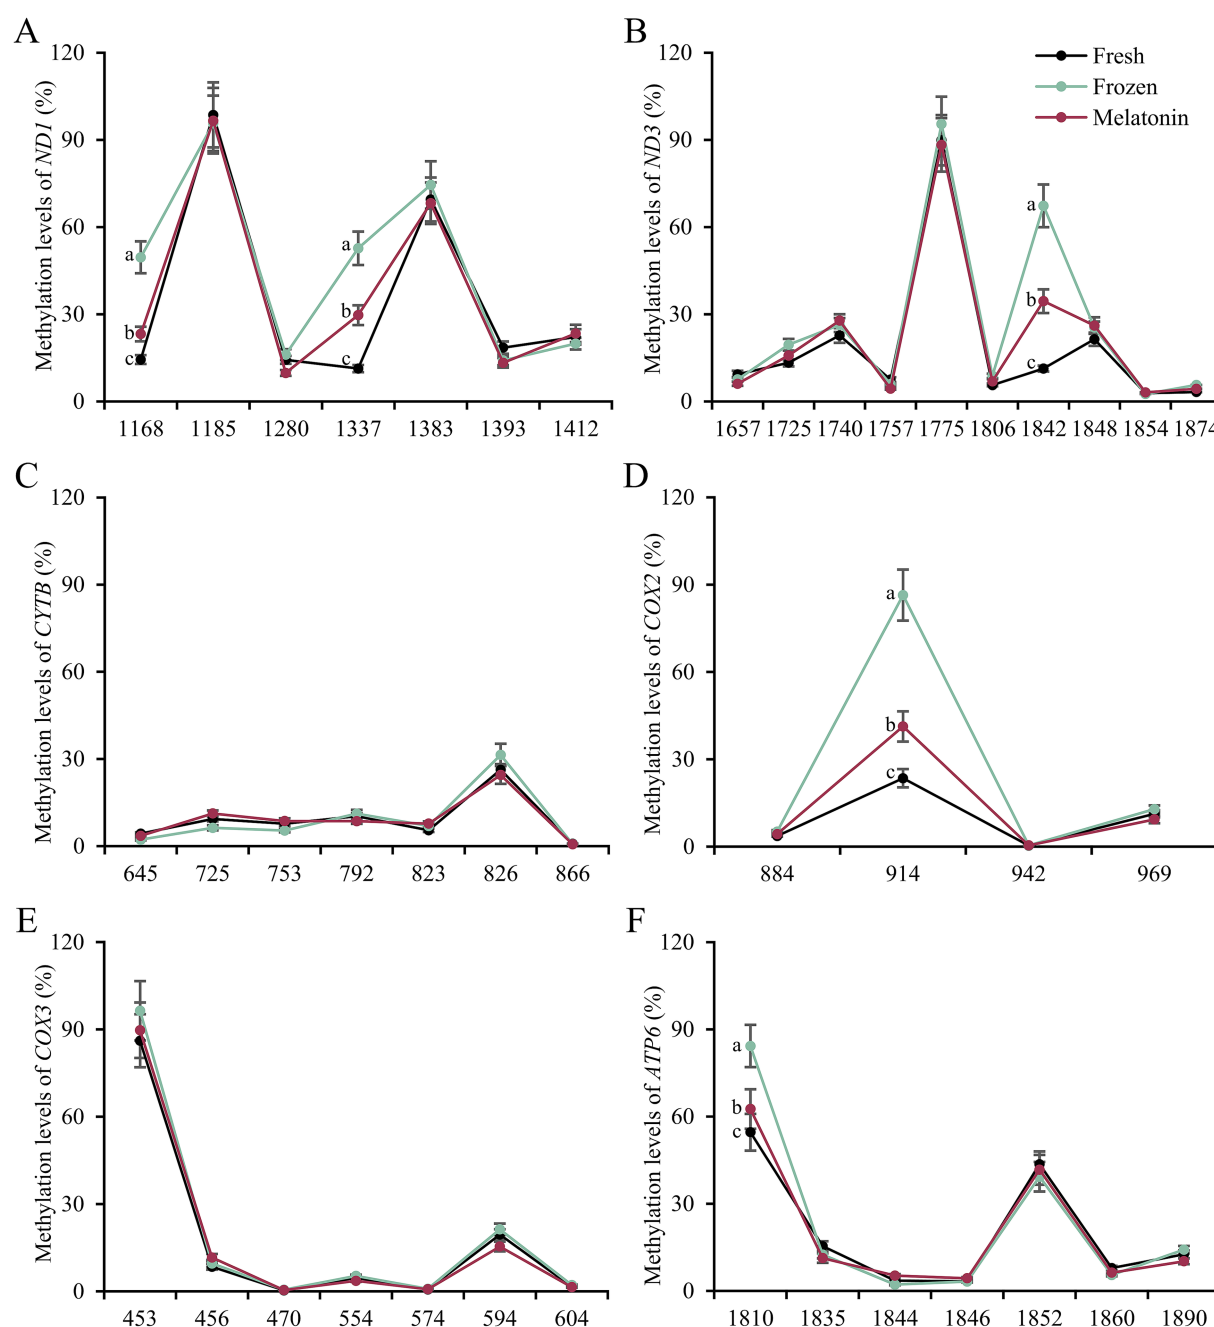 A
Methylation levels of ND1 (%)
120
90
60
30
0
a
b
c
a
b
c
1168 1185 1280 1337 1383 1393 1412
B
Methylation levels of ND3 (%)
120
90
60
30
0
Fresh
Frozen
Melatonin
a
b
c
1657 1725 1740 1757 1775 1806 1842 1848 1854 1874
C
Methylation levels of CYTB (%)
120
90
60
30
0
645 725 753 792 823 826 866
D
Methylation levels of COX2 (%)
120
90
60
30
0
a
b
c
884 914 942 969
E
Methylation levels of COX3 (%)
120
90
60
30
0
453 456 470 554 574 594 604
F
Methylation levels of ATP6 (%)
120
90
60
30
0
a
b
c
1810 1835 1844 1846 1852 1860 1890